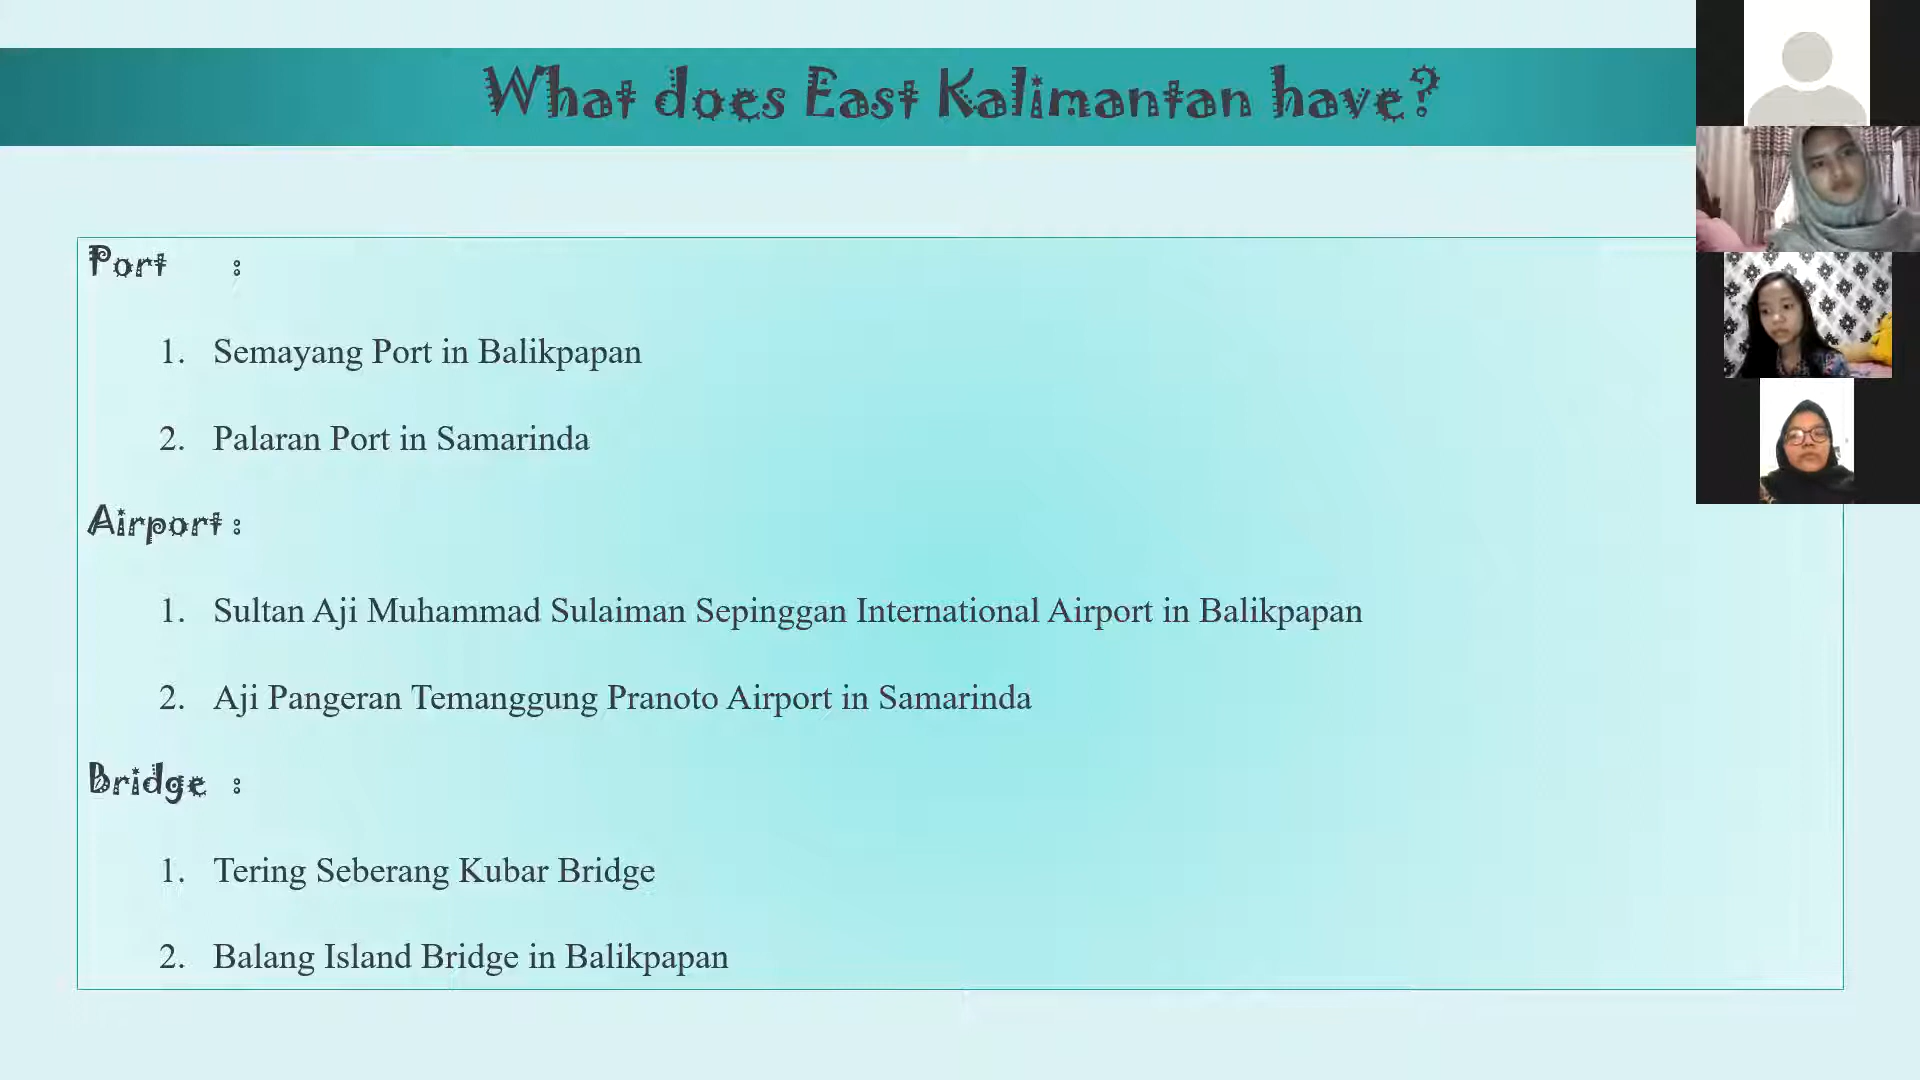 What does East Kalimantan have?
Port :
1. Semayang Port in Balikpapan
2. Palaran Port in Samarinda
Airport :
1. Sultan Aji Muhammad Sulaiman Sepinggan International Airport in Balikpapan
2. Aji Pangeran Temanggung Pranoto Airport in Samarinda
Bridge :
1. Tering Seberang Kubar Bridge
2. Balang Island Bridge in Balikpapan